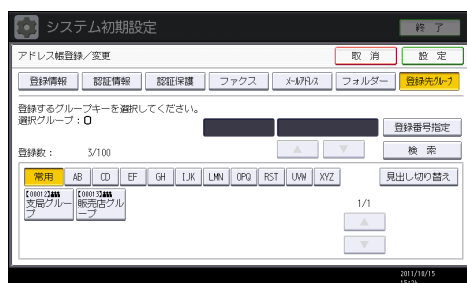 システム初期設定
終 了
アドレス帳登録／変更
取 消
設 定
登録情報
認証情報
認証保護
ファクス
メールアドレス
フォルダー
登録先グループ
登録するグループキーを選択してください。
選択グループ：0
登録番号指定
登録数： 3/100
▲
▼
検 索
常用
AB
CD
EF
GH
IJK
LMN
OPQ
RST
UVW
XYZ
見出し切り替え
【00012】
支局グルー
プ
【00013】
販売店グル
ープ
1/1
▲
▼
2011/10/15